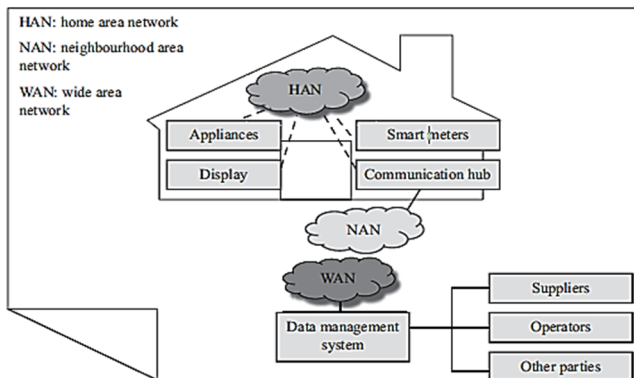 HAN: home area network
NAN: neighbourhood area
network
WAN: wide area
network
HAN
Appliances
Smart meters
Display
Communication hub
NAN
WAN
Data management
system
Suppliers
Operators
Other parties